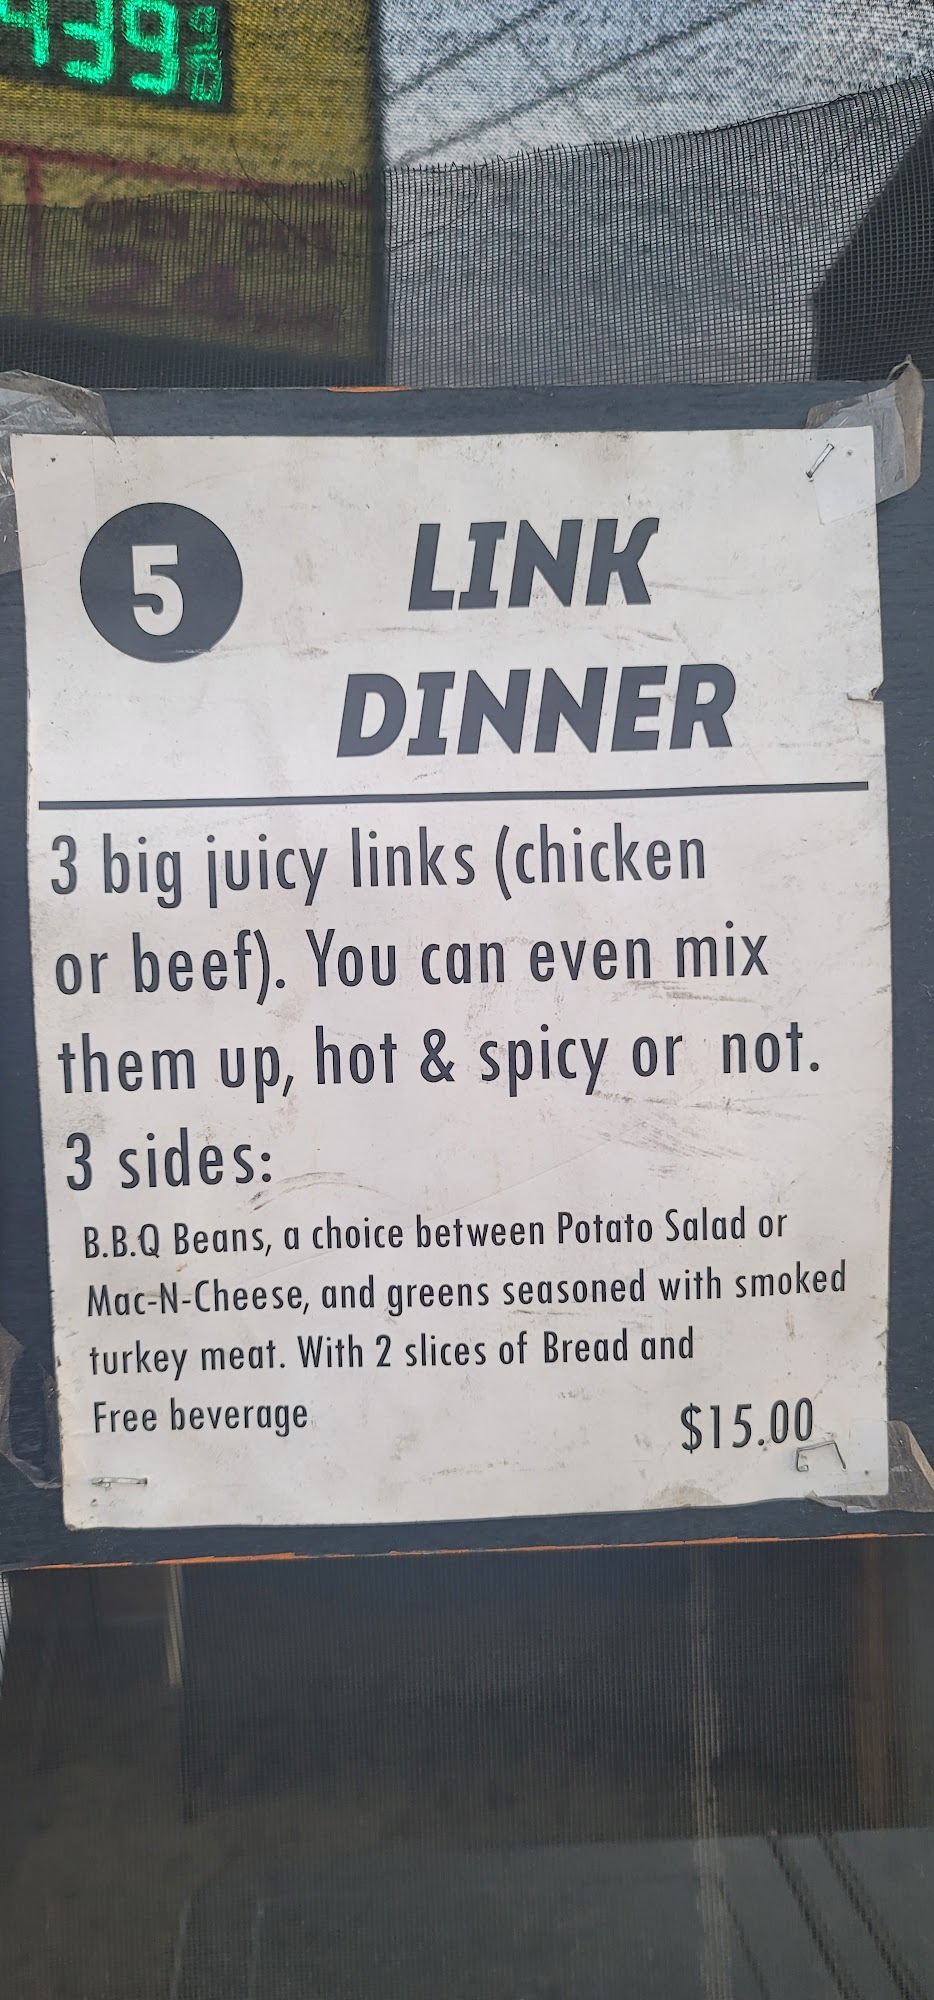 439
OPEN
24
5
LINK
DINNER
3 big juicy links (chicken
or beef). You can even mix
them up, hot & spicy or not.
3 sides:
B.B.Q Beans, a choice between Potato Salad or
Mac-N-Cheese, and greens seasoned with smoked
turkey meat. With 2 slices of Bread and
Free beverage
$15.00